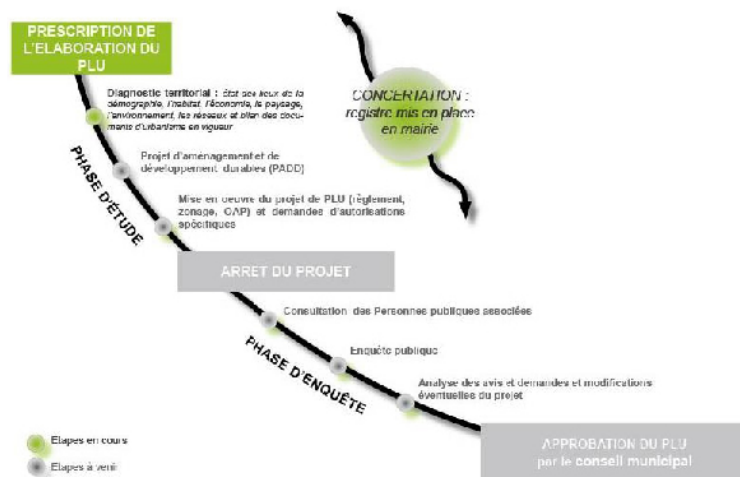 PRESCRIPTION DE
L'ELABORATION DU
PLU
Diagnostic territorial : état des lieux de la
démographie, l'habitat, l'économie, le paysage,
l'environnement, les réseaux et bilan des docu-
ments d'urbanisme en vigueur
CONCERTATION :
registre mis en place
en mairie
Projet d'aménagement et de
développement durables (PADD)
Mise en oeuvre du projet de PLU (règlement,
zonage, OAP) et demandes d'autorisations
spécifiques
PHASE D'ÉTUDE
ARRET DU PROJET
Consultation des Personnes publiques associées
Enquête publique
PHASE D'ENQUÊTE
Analyse des avis et demandes et modifications
éventuelles du projet
Etapes en cours
Etapes à venir
APPROBATION DU PLU
par le conseil municipal